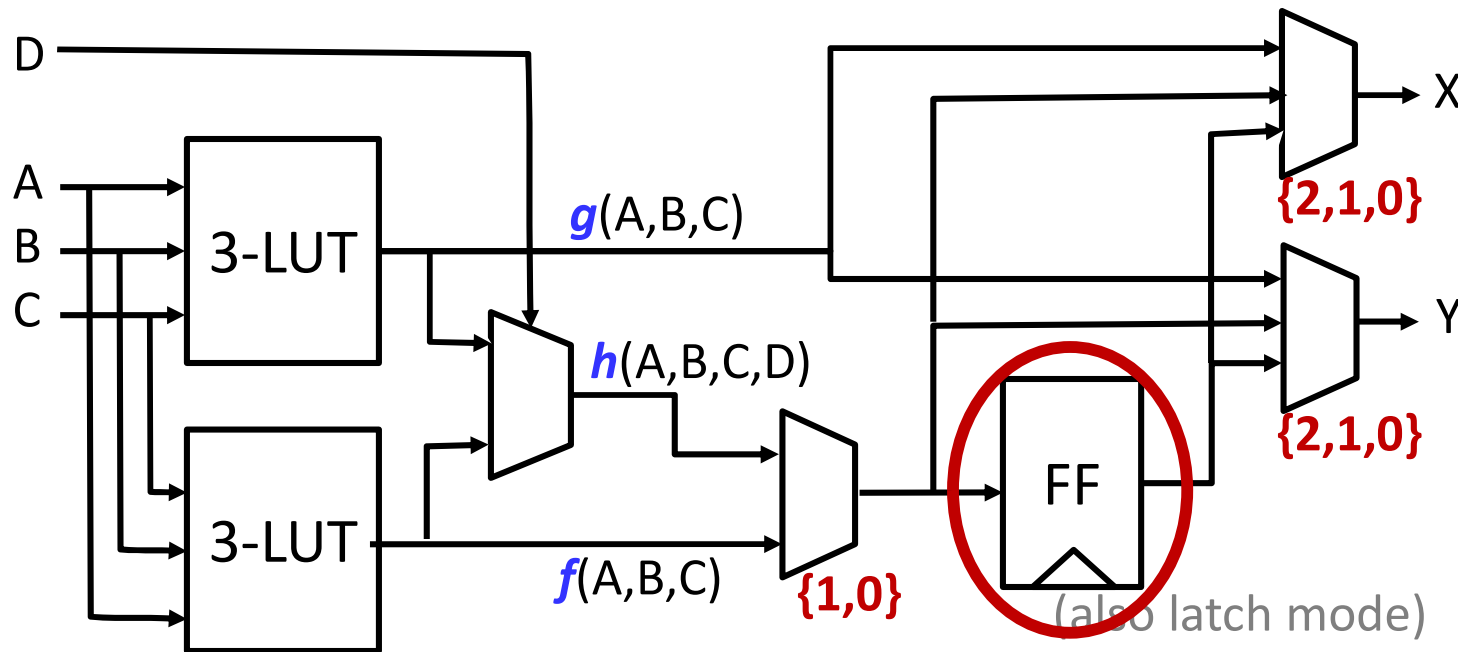 D
X
A
{2,1,0}
g(A,B,C)
B
3-LUT
C
Y
h(A,B,C,D)
{2,1,0}
FF
3-LUT
f(A,B,C)
{1,0}
(also latch mode)